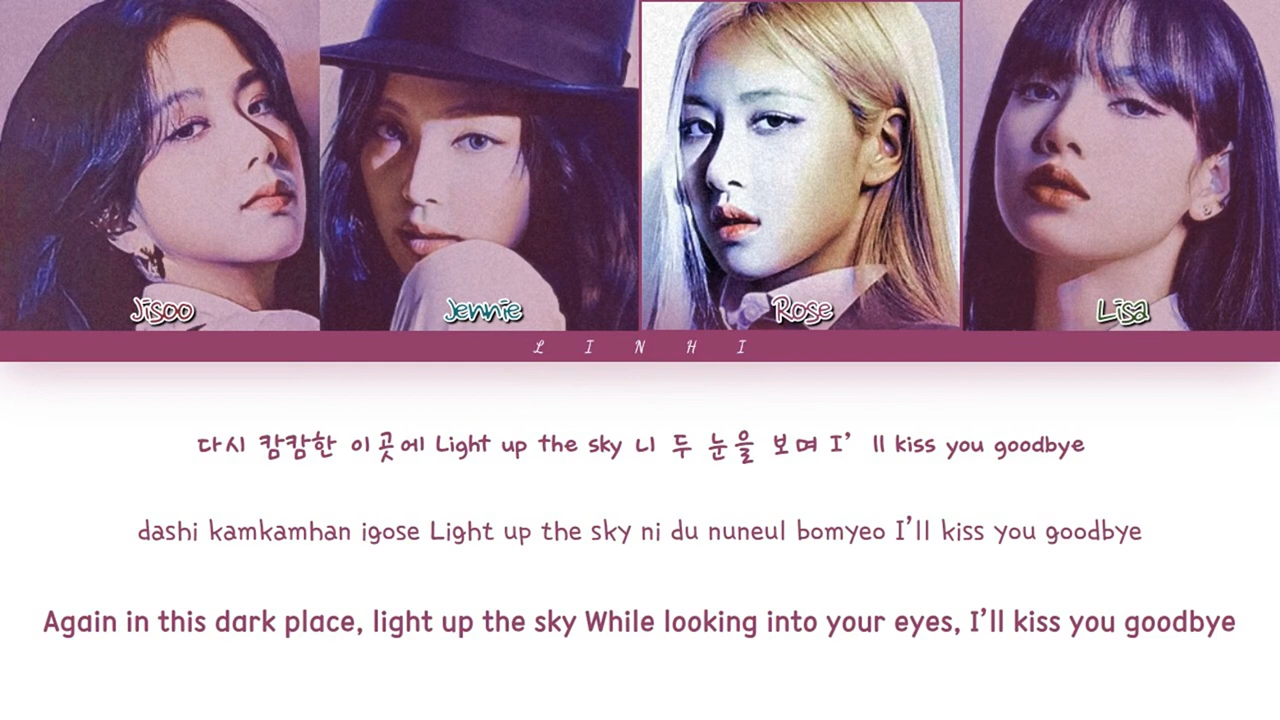 Jisoo
Jennie
Rose
Lisa
L I N H I
다시 캄캄한 이곳에 Light up the sky 니 두 눈을 보며 I’ ll kiss you goodbye
dashi kamkamhan igose Light up the sky ni du nuneul bomyeo I’ll kiss you goodbye
Again in this dark place, light up the sky While looking into your eyes, I’ll kiss you goodbye